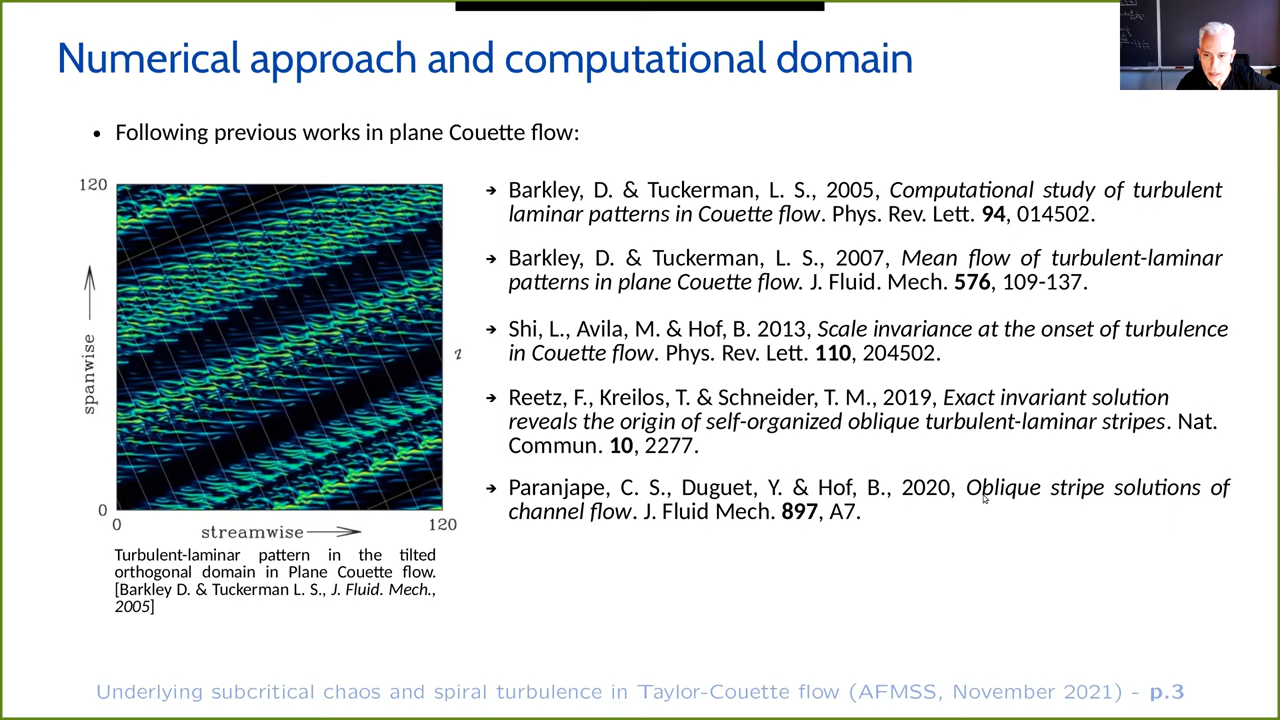 Numerical approach and computational domain
• Following previous works in plane Couette flow:
120
spanwise
0
0
120
streamwise
z
Turbulent-laminar pattern in the tilted
orthogonal domain in Plane Couette flow.
[Barkley D. & Tuckerman L. S., J. Fluid. Mech.,
2005]
➔ Barkley, D. & Tuckerman, L. S., 2005, Computational study of turbulent
laminar patterns in Couette flow. Phys. Rev. Lett. 94, 014502.
➔ Barkley, D. & Tuckerman, L. S., 2007, Mean flow of turbulent-laminar
patterns in plane Couette flow. J. Fluid. Mech. 576, 109-137.
➔ Shi, L., Avila, M. & Hof, B. 2013, Scale invariance at the onset of turbulence
in Couette flow. Phys. Rev. Lett. 110, 204502.
➔ Reetz, F., Kreilos, T. & Schneider, T. M., 2019, Exact invariant solution
reveals the origin of self-organized oblique turbulent-laminar stripes. Nat.
Commun. 10, 2277.
➔ Paranjape, C. S., Duguet, Y. & Hof, B., 2020, Oblique stripe solutions of
channel flow. J. Fluid Mech. 897, A7.
Underlying subcritical chaos and spiral turbulence in Taylor-Couette flow (AFMSS, November 2021) - p.3